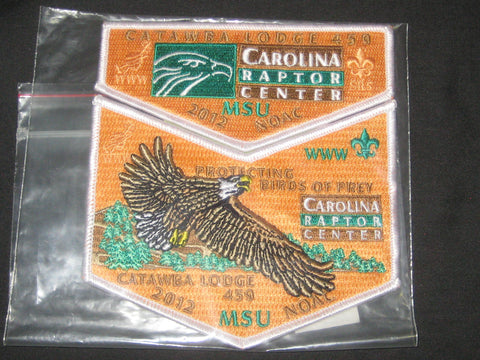 CATAWBA LODGE 459
WWW
CAROLINA
RAPTOR
CENTER
MSU
2012 NOAC
WWW
PROTECTING
BIRDS OF PREY
CAROLINA
RAPTOR
CENTER
CATAWBA LODGE
2012 459
MSU NOAC